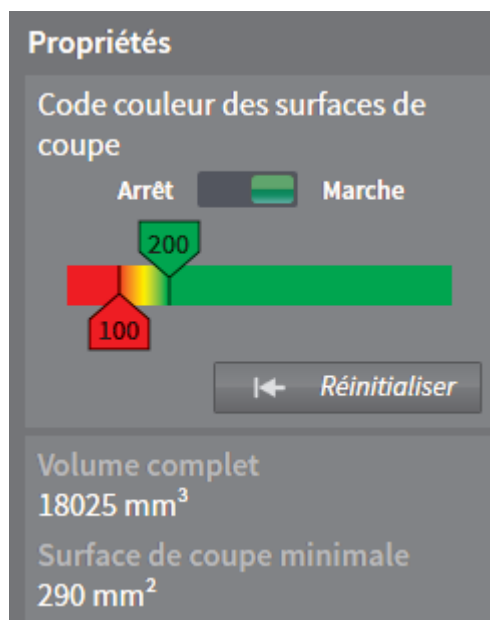 Propriétés
Code couleur des surfaces de
coupe
Arrêt Marche
200
100
Réinitialiser
Volume complet
18025 mm³
Surface de coupe minimale
290 mm²